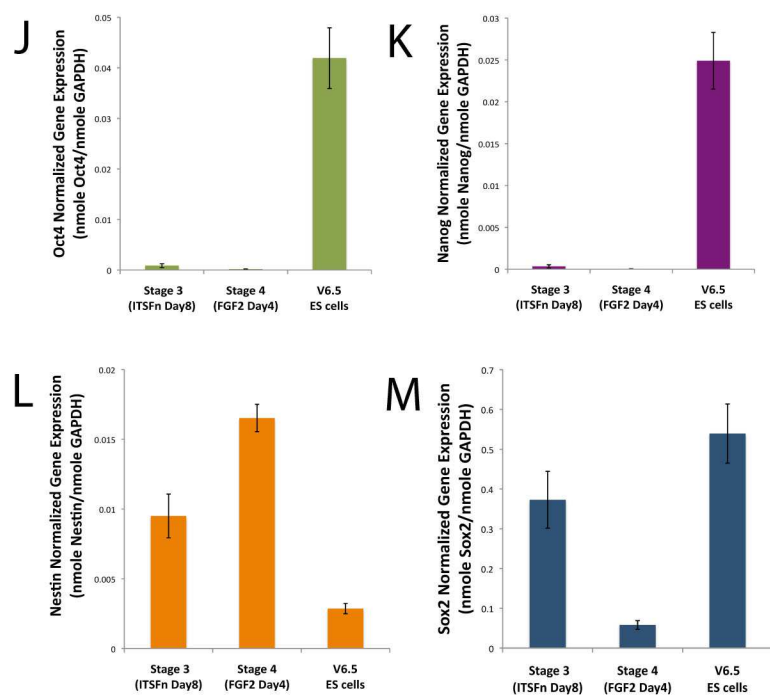 J
Oct4 Normalized Gene Expression
(nmole Oct4/nmole GAPDH)
0.05
0.04
0.03
0.02
0.01
0
Stage 3
(ITSFn Day8)
Stage 4
(FGF2 Day4)
V6.5
ES cells
K
Nanog Normalized Gene Expression
(nmole Nanog/nmole GAPDH)
0.03
0.025
0.02
0.015
0.01
0.005
0
Stage 3
(ITSFn Day8)
Stage 4
(FGF2 Day4)
V6.5
ES cells
L
Nestin Normalized Gene Expression
(nmole Nestin/nmole GAPDH)
0.02
0.015
0.01
0.005
0
Stage 3
(ITSFn Day8)
Stage 4
(FGF2 Day4)
V6.5
ES cells
M
Sox2 Normalized Gene Expression
(nmole Sox2/nmole GAPDH)
0.7
0.6
0.5
0.4
0.3
0.2
0.1
0
Stage 3
(ITSFn Day8)
Stage 4
(FGF2 Day4)
V6.5
ES cells